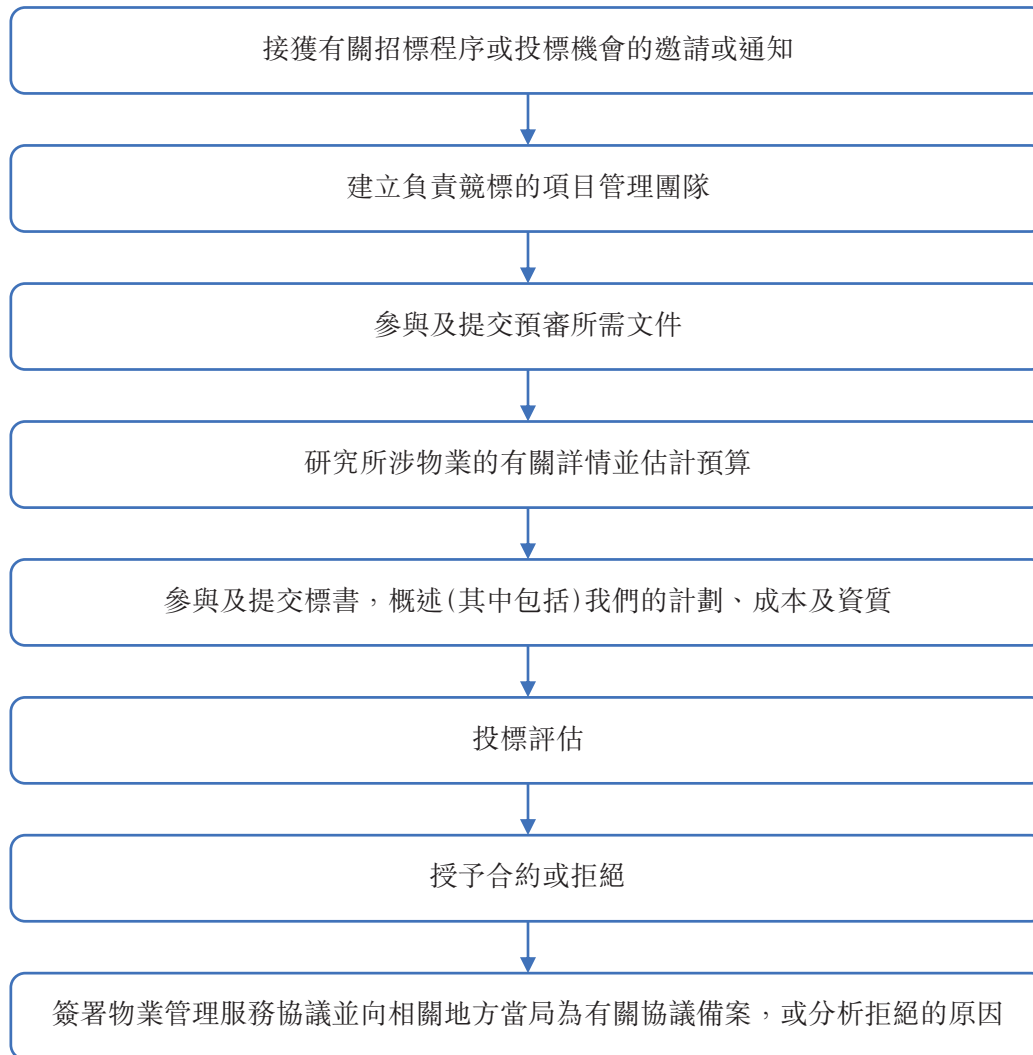 接獲有關招標程序或投標機會的邀請或通知
建立負責競標的項目管理團隊
參與及提交預審所需文件
研究所涉物業的有關詳情並估計預算
參與及提交標書，概述(其中包括)我們的計劃、成本及資質
投標評估
授予合約或拒絕
簽署物業管理服務協議並向相關地方當局為有關協議備案，或分析拒絕的原因